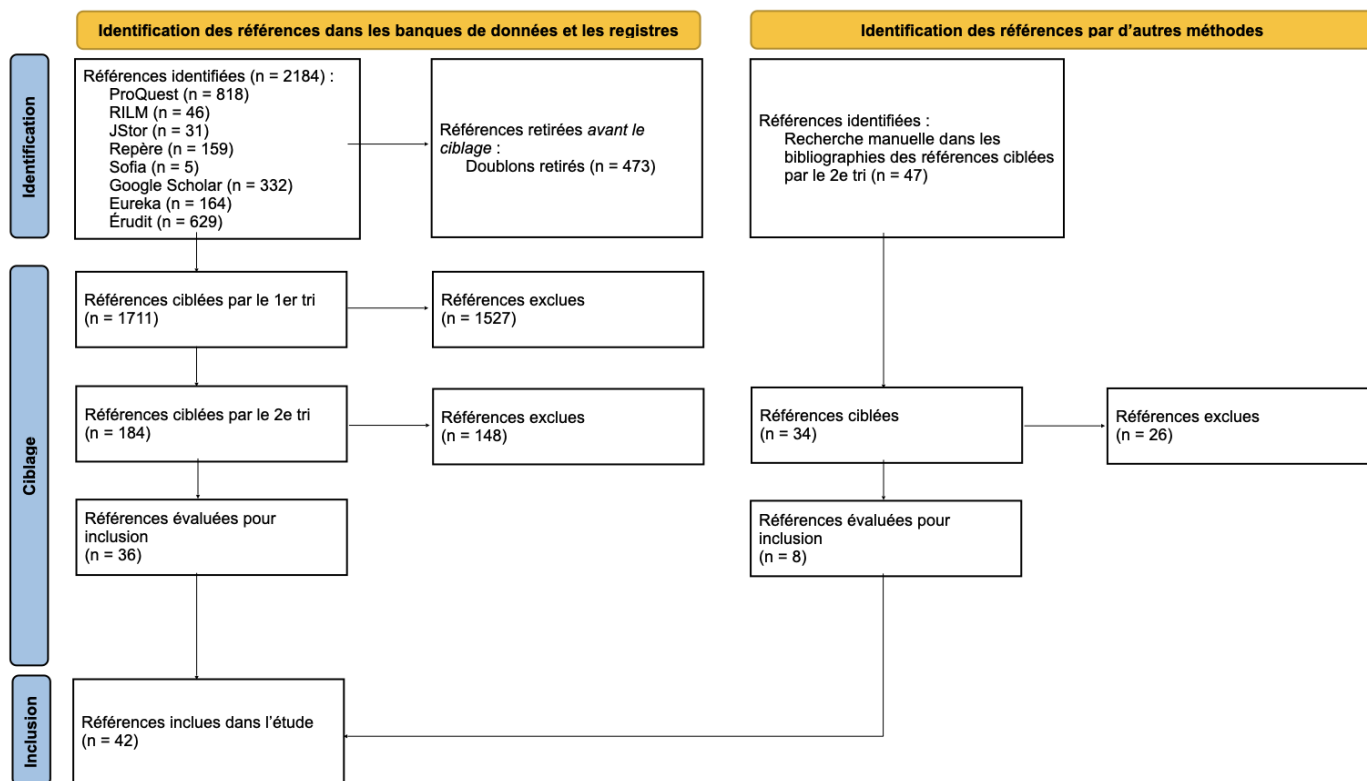 Identification des références dans les banques de données et les registres
Identification des références par d'autres méthodes
Identification
Références identifiées (n = 2184) :
ProQuest (n = 818)
RILM (n = 46)
JStor (n = 31)
Repère (n = 159)
Sofia (n = 5)
Google Scholar (n = 332)
Eureka (n = 164)
Érudit (n = 629)
Références retirées avant le
ciblage :
Doublons retirés (n = 473)
Références identifiées :
Recherche manuelle dans les
bibliographies des références ciblées
par le 2e tri (n = 47)
Ciblage
Références ciblées par le 1er tri
(n = 1711)
Références exclues
(n = 1527)
Références ciblées par le 2e tri
(n = 184)
Références exclues
(n = 148)
Références ciblées
(n = 34)
Références exclues
(n = 26)
Références évaluées pour
inclusion
(n = 36)
Références évaluées pour
inclusion
(n = 8)
Inclusion
Références inclues dans l'étude
(n = 42)